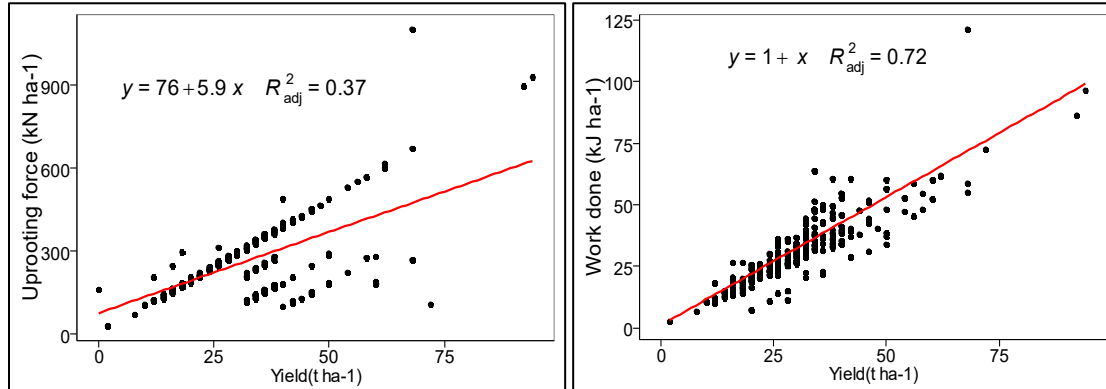 y = 76 + 5.9 x R²adj = 0.37
Uprooting force (kN ha-1)
900
600
300
0
0 25 50 75
Yield(t ha-1)
y = 1 + x R²adj = 0.72
Work done (kJ ha-1)
125
100
75
50
25
0
0 25 50 75
Yield(t ha-1)